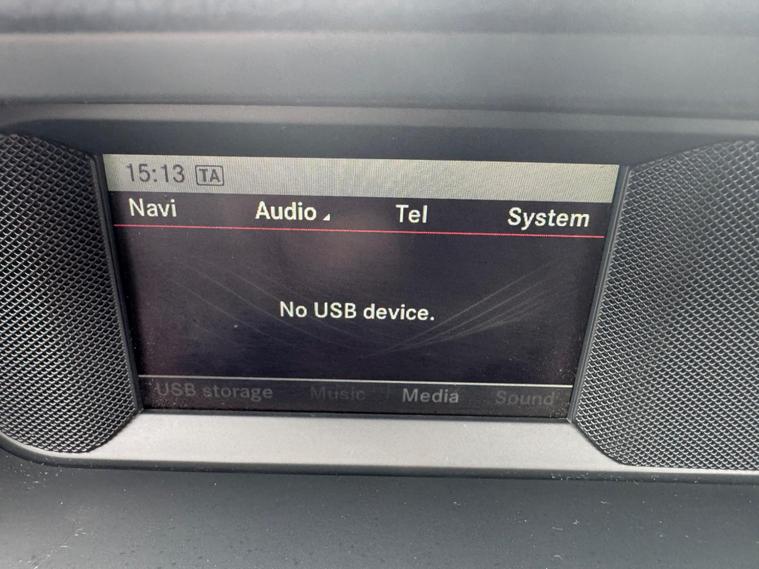 15:13 TA
Navi Audio Tel System
No USB device.
USB storage Music Media Sound